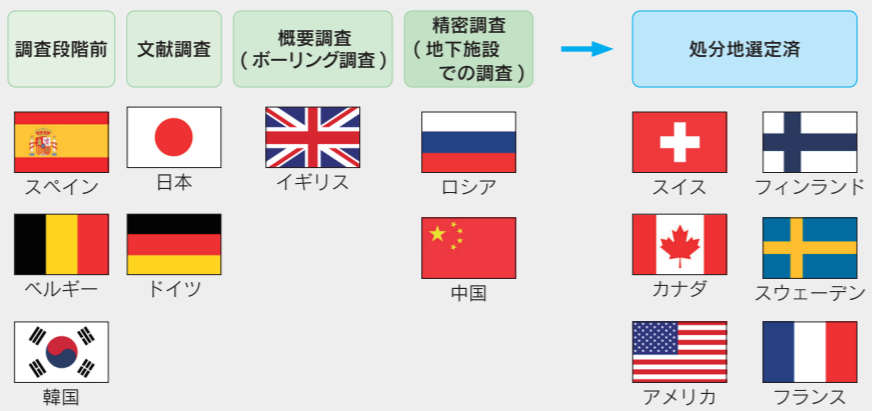 調査段階前
文献調査
概要調査
(ボーリング調査)
精密調査
(地下施設
での調査)
処分地選定済
スペイン
日本
イギリス
ロシア
スイス
フィンランド
ベルギー
ドイツ
中国
カナダ
スウェーデン
韓国
アメリカ
フランス